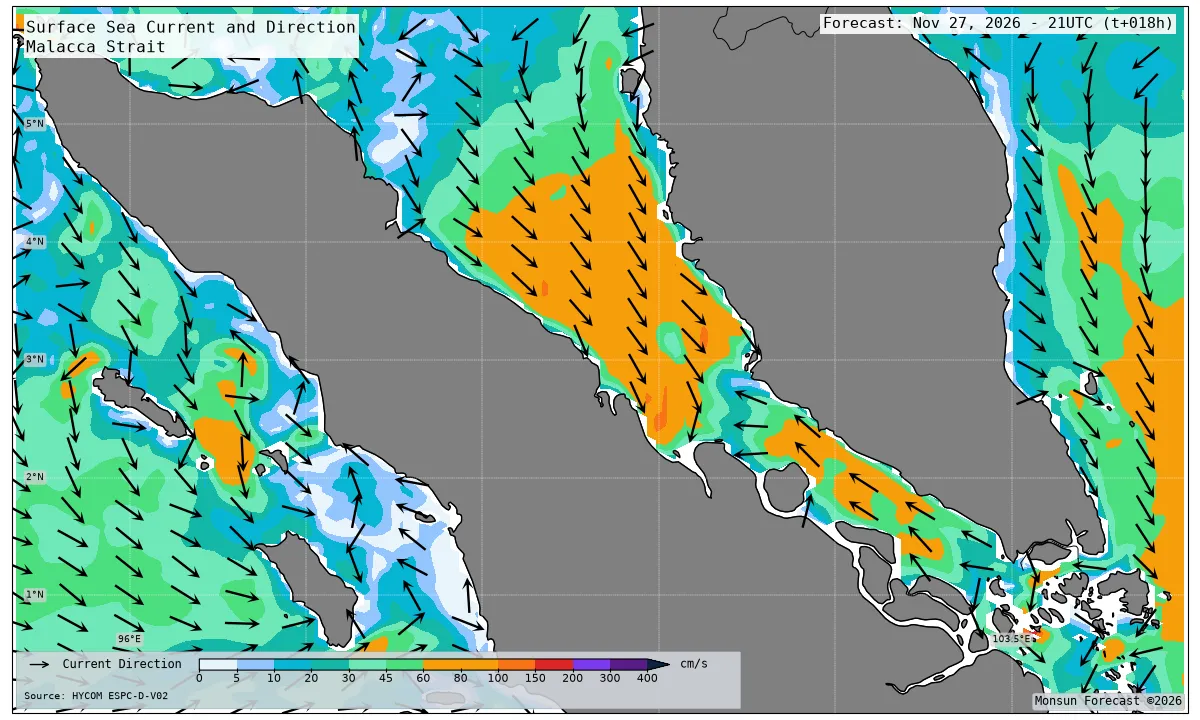 Surface Sea Current and Direction
Malacca Strait
Forecast: Nov 27, 2026 - 21UTC (t+018h)
5°N
4°N
3°N
2°N
1°N
96°E
103.5°E
Current Direction
0 5 10 20 30 45 60 80 100 150 200 300 400
cm/s
Source: HYCOM ESPC-D-V02
Monsun Forecast ©2026